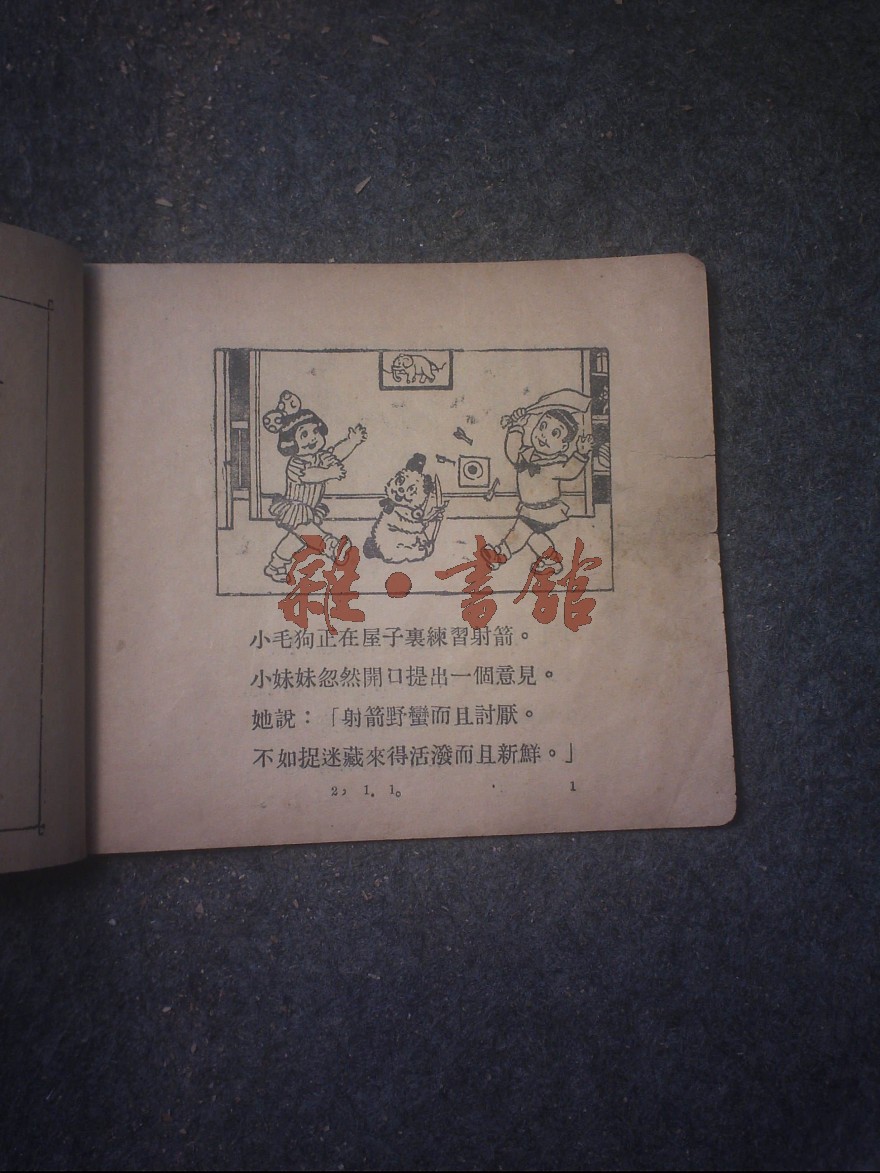 雜·書館
小毛狗正在屋子裏練習射箭。
小妹妹忽然開口提出一個意見。
她說：「射箭野蠻而且討厭。
不如捉迷藏來得活潑而且新鮮。」
2, 1. 1。
1